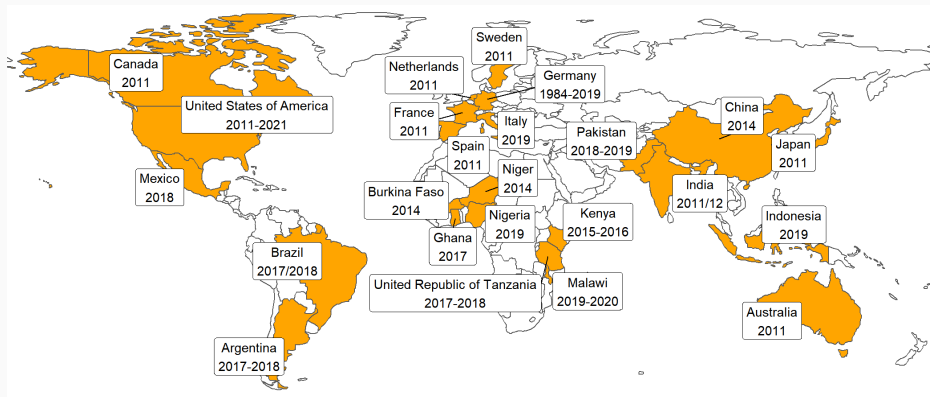 Sweden
2011
Netherlands
2011
Germany
1984-2019
Canada
2011
United States of America
2011-2021
France
2011
Italy
2019
China
2014
Pakistan
2018-2019
Japan
2011
Spain
2011
Mexico
2018
Niger
2014
India
2011/12
Burkina Faso
2014
Nigeria
2019
Kenya
2015-2016
Indonesia
2019
Ghana
2017
Brazil
2017/2018
United Republic of Tanzania
2017-2018
Malawi
2019-2020
Australia
2011
Argentina
2017-2018